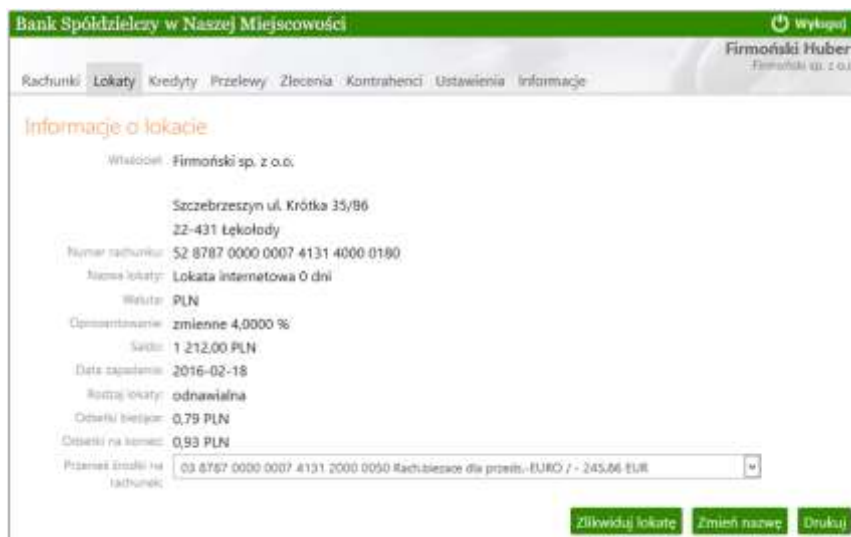 Bank Spółdzielczy w Naszej Miejscowości Wyloguj
Firmoński Huber
Firmoński sp. z o.o
Rachunki Lokaty Kredyty Przelewy Zlecenia Kontrahenci Ustawienia Informacje
Informacje o lokacie
Właściciel: Firmoński sp. z o.o.
Szczebrzeszyn ul. Krótka 35/86
22-431 Łękołody
Numer rachunku: 52 8787 0000 0007 4131 4000 0180
Nazwa lokaty: Lokata internetowa 0 dni
Waluta: PLN
Oprocentowanie: zmienne 4,0000 %
Saldo: 1 212,00 PLN
Data zapadania: 2016-02-18
Rodzaj lokaty: odnawialna
Odsetki bieżące: 0,79 PLN
Odsetki na koniec: 0,93 PLN
Przenieś środki na rachunek: 03 8787 0000 0007 4131 2000 0050 Rach.biezace dla przeds.-EURO / - 245,86 EUR
Zlikwiduj lokatę Zmień nazwę Drukuj